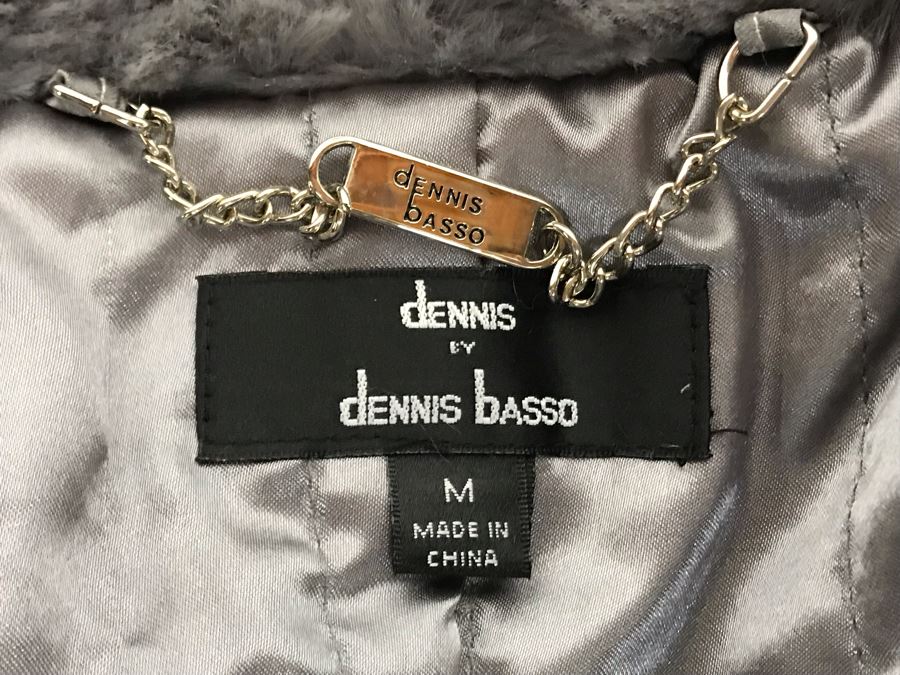 dENNIS
bASSO
dENNIS
BY
dENNIS bASSO
M
MADE IN
CHINA